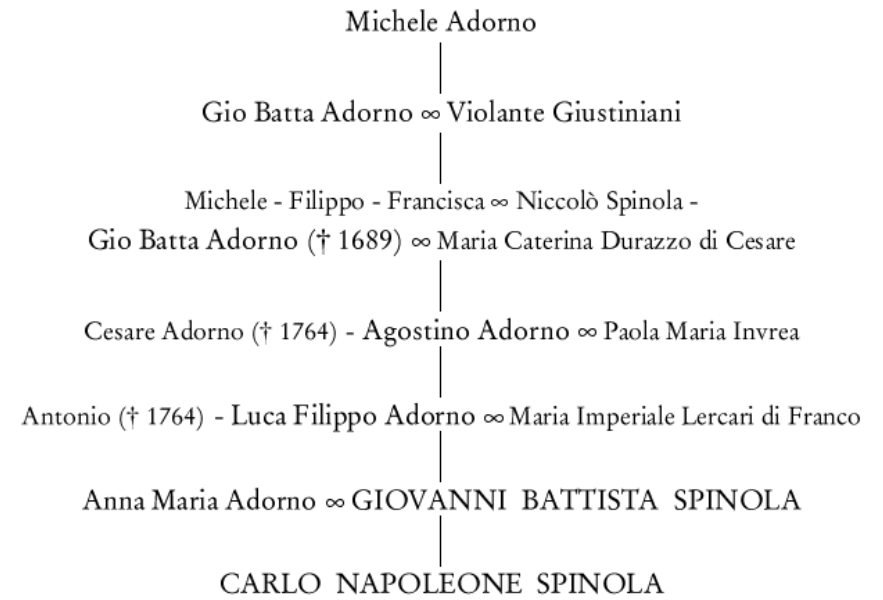 Michele Adorno
Gio Batta Adorno ∞ Violante Giustiniani
Michele - Filippo - Francisca ∞ Niccolò Spinola -
Gio Batta Adorno († 1689) ∞ Maria Caterina Durazzo di Cesare
Cesare Adorno († 1764) - Agostino Adorno ∞ Paola Maria Invrea
Antonio († 1764) - Luca Filippo Adorno ∞ Maria Imperiale Lercari di Franco
Anna Maria Adorno ∞ GIOVANNI BATTISTA SPINOLA
CARLO NAPOLEONE SPINOLA